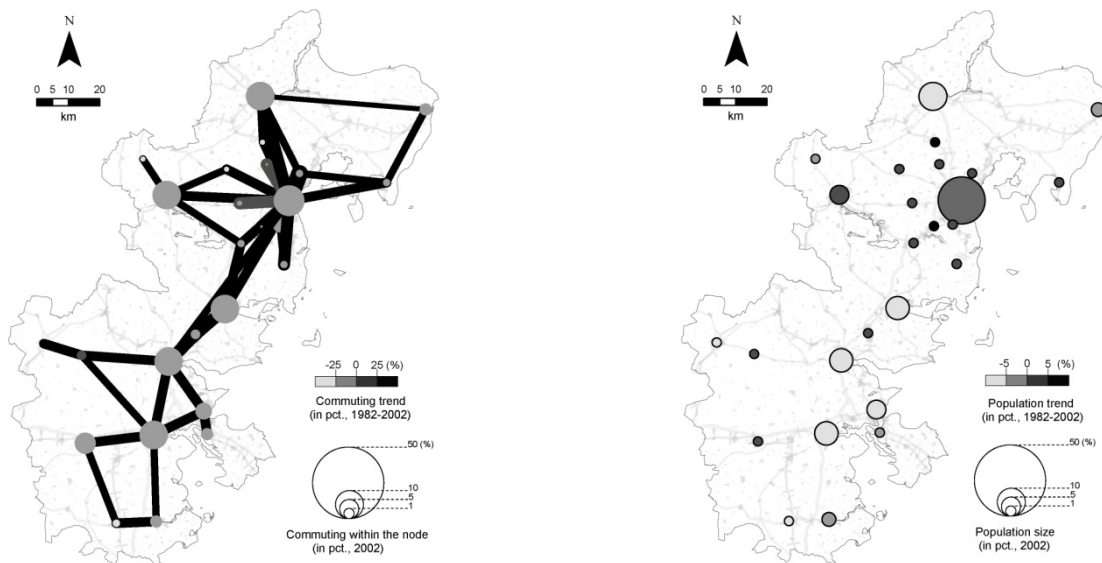 N
0 5 10 20
km
-25 0 25 (%)
Commuting trend
(in pct., 1982-2002)
50 (%)
10
5
1
Commuting within the node
(in pct., 2002)
N
0 5 10 20
km
-5 0 5 (%)
Population trend
(in pct., 1982-2002)
50 (%)
10
5
1
Population size
(in pct., 2002)